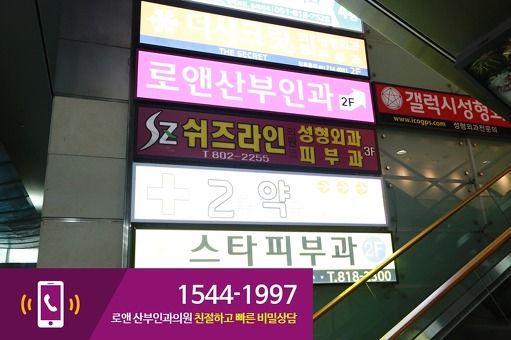 THE SECRET
로앤산부인과 2F
SZ 쉬즈라인 성형외과
피부과 3F
T.802-2255
갤럭시성형외
www.icogps.com 성형외과전문의
2 약
스타피부과 2F
T.818-2300
1544-1997
로앤 산부인과의원 친절하고 빠른 비밀상담